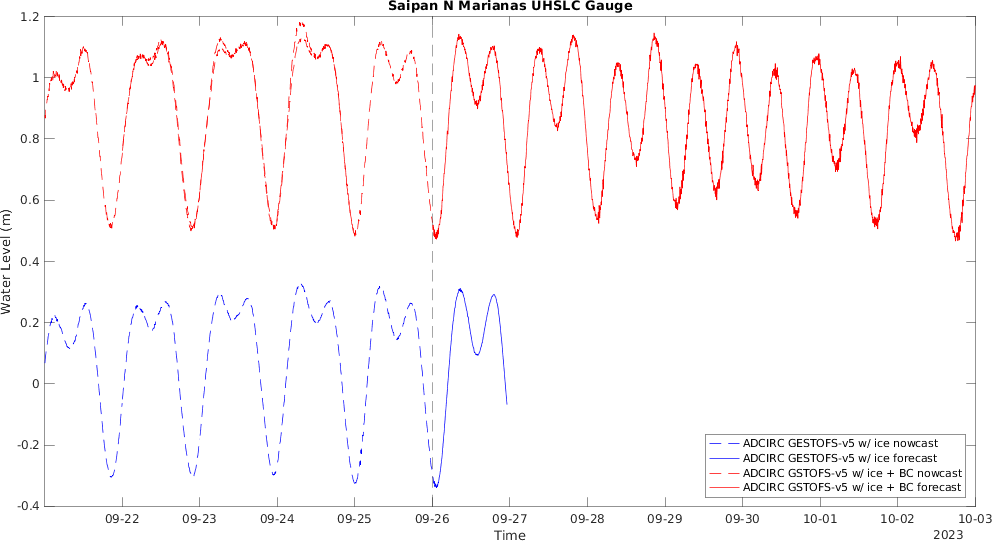 Saipan N Marianas UHSLC Gauge
Water Level (m)
1.2
1
0.8
0.6
0.4
0.2
0
-0.2
-0.4
ADCIRC GESTOFS-v5 w/ ice nowcast
ADCIRC GESTOFS-v5 w/ ice forecast
ADCIRC GSTOFS-v5 w/ice + BC nowcast
ADCIRC GSTOFS-v5 w/ice + BC forecast
09-22 09-23 09-24 09-25 09-26 09-27 09-28 09-29 09-30 10-01 10-02 10-03
Time
2023